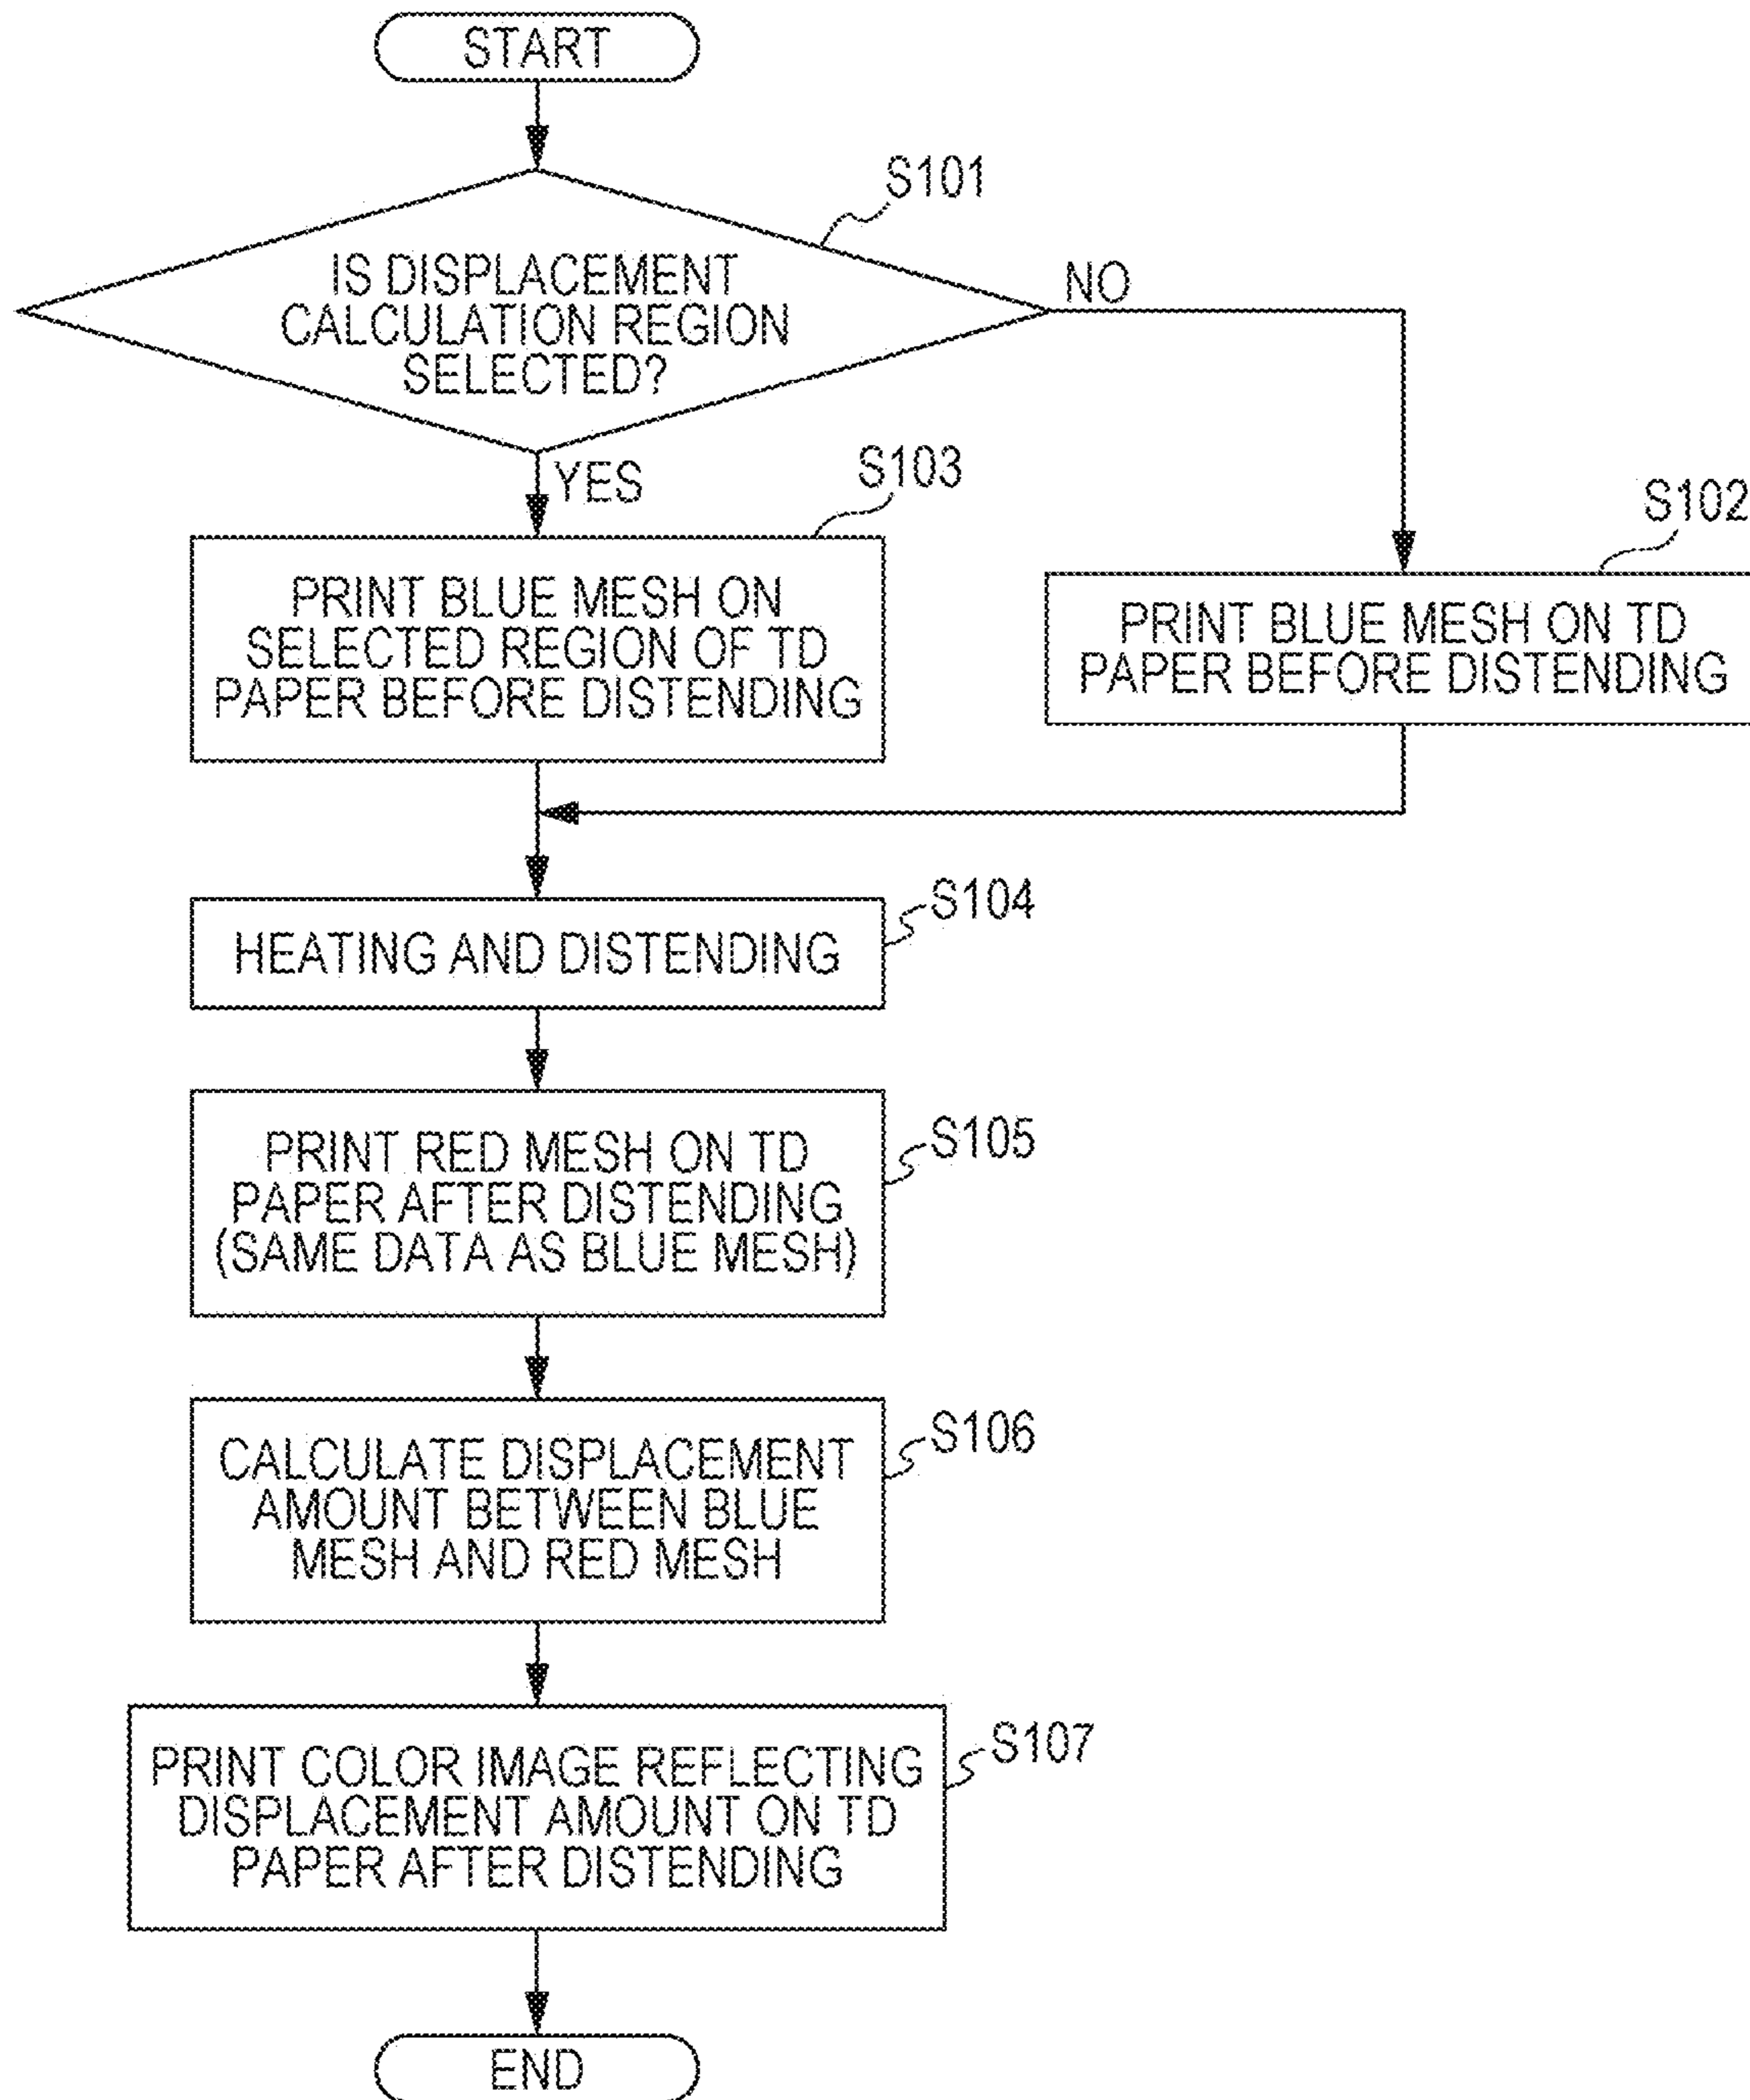 START
S101
IS DISPLACEMENT
CALCULATION REGION
SELECTED?
NO
YES
S103
S102
PRINT BLUE MESH ON
SELECTED REGION OF TD
PAPER BEFORE DISTENDING
PRINT BLUE MESH ON TD
PAPER BEFORE DISTENDING
S104
HEATING AND DISTENDING
S105
PRINT RED MESH ON TD
PAPER AFTER DISTENDING
(SAME DATA AS BLUE MESH)
S106
CALCULATE DISPLACEMENT
AMOUNT BETWEEN BLUE
MESH AND RED MESH
S107
PRINT COLOR IMAGE REFLECTING
DISPLACEMENT AMOUNT ON TD
PAPER AFTER DISTENDING
END